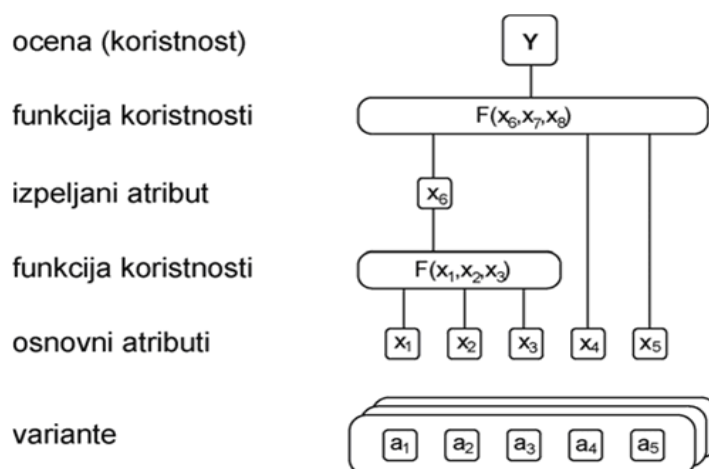 ocena (koristnost) Y
funkcija koristnosti F(x₆,x₇,x₈)
izpeljani atribut x₆
funkcija koristnosti F(x₁,x₂,x₃)
osnovni atributi x₁ x₂ x₃ x₄ x₅
variante a₁ a₂ a₃ a₄ a₅